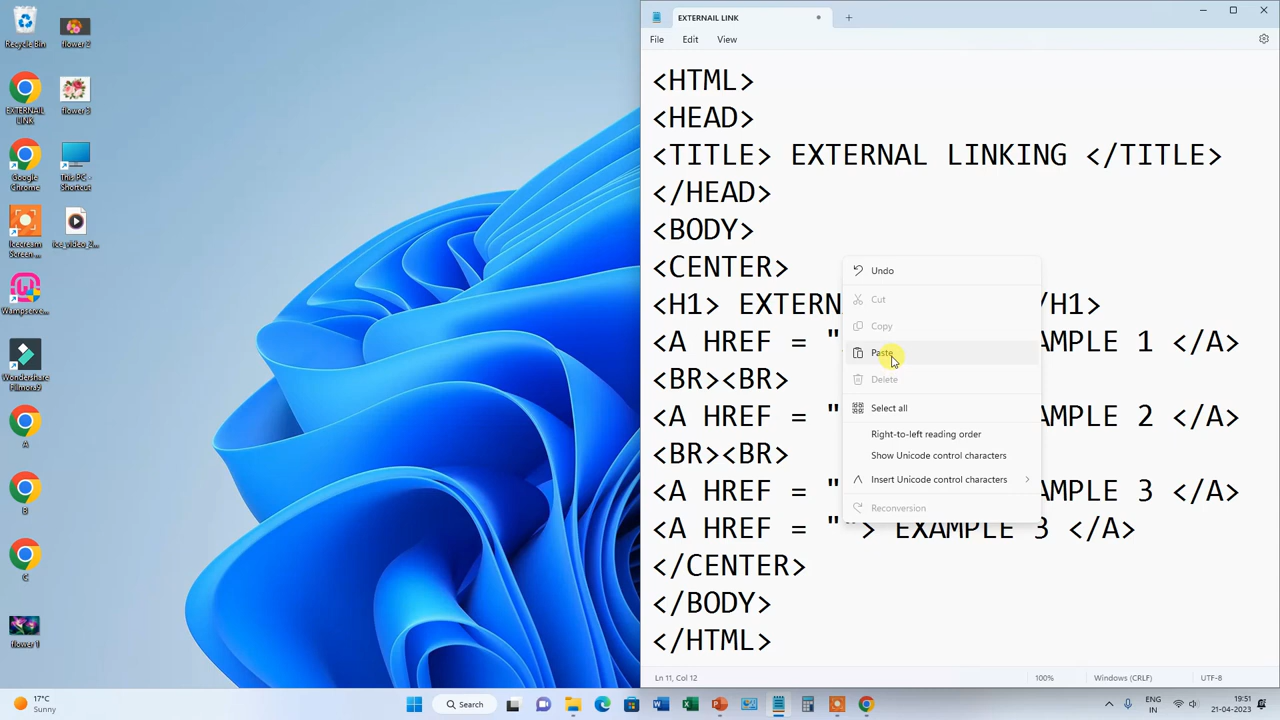 Recycle Bin
flower 2
EXTERNAIL
LINK
flower 3
Google
Chrome
This PC -
Shortcut
Icecream
Screen ...
ice_video_2...
Wampserve...
Wondershare
Filmora9
A
B
C
flower 1
EXTERNAIL LINK
File
Edit
View
<HTML>
<HEAD>
<TITLE> EXTERNAL LINKING </TITLE>
</HEAD>
<BODY>
<CENTER>
<H1> EXTERN /H1>
<A HREF = " AMPLE 1 </A>
<BR><BR>
<A HREF = " AMPLE 2 </A>
<BR><BR>
<A HREF = " AMPLE 3 </A>
<A HREF = ""> EXAMPLE 3 </A>
</CENTER>
</BODY>
</HTML>
Undo
Cut
Copy
Paste
Delete
Select all
Right-to-left reading order
Show Unicode control characters
Insert Unicode control characters
Reconversion
Ln 11, Col 12
100%
Windows (CRLF)
UTF-8
17°C
Sunny
Search
ENG
IN
19:51
21-04-2023